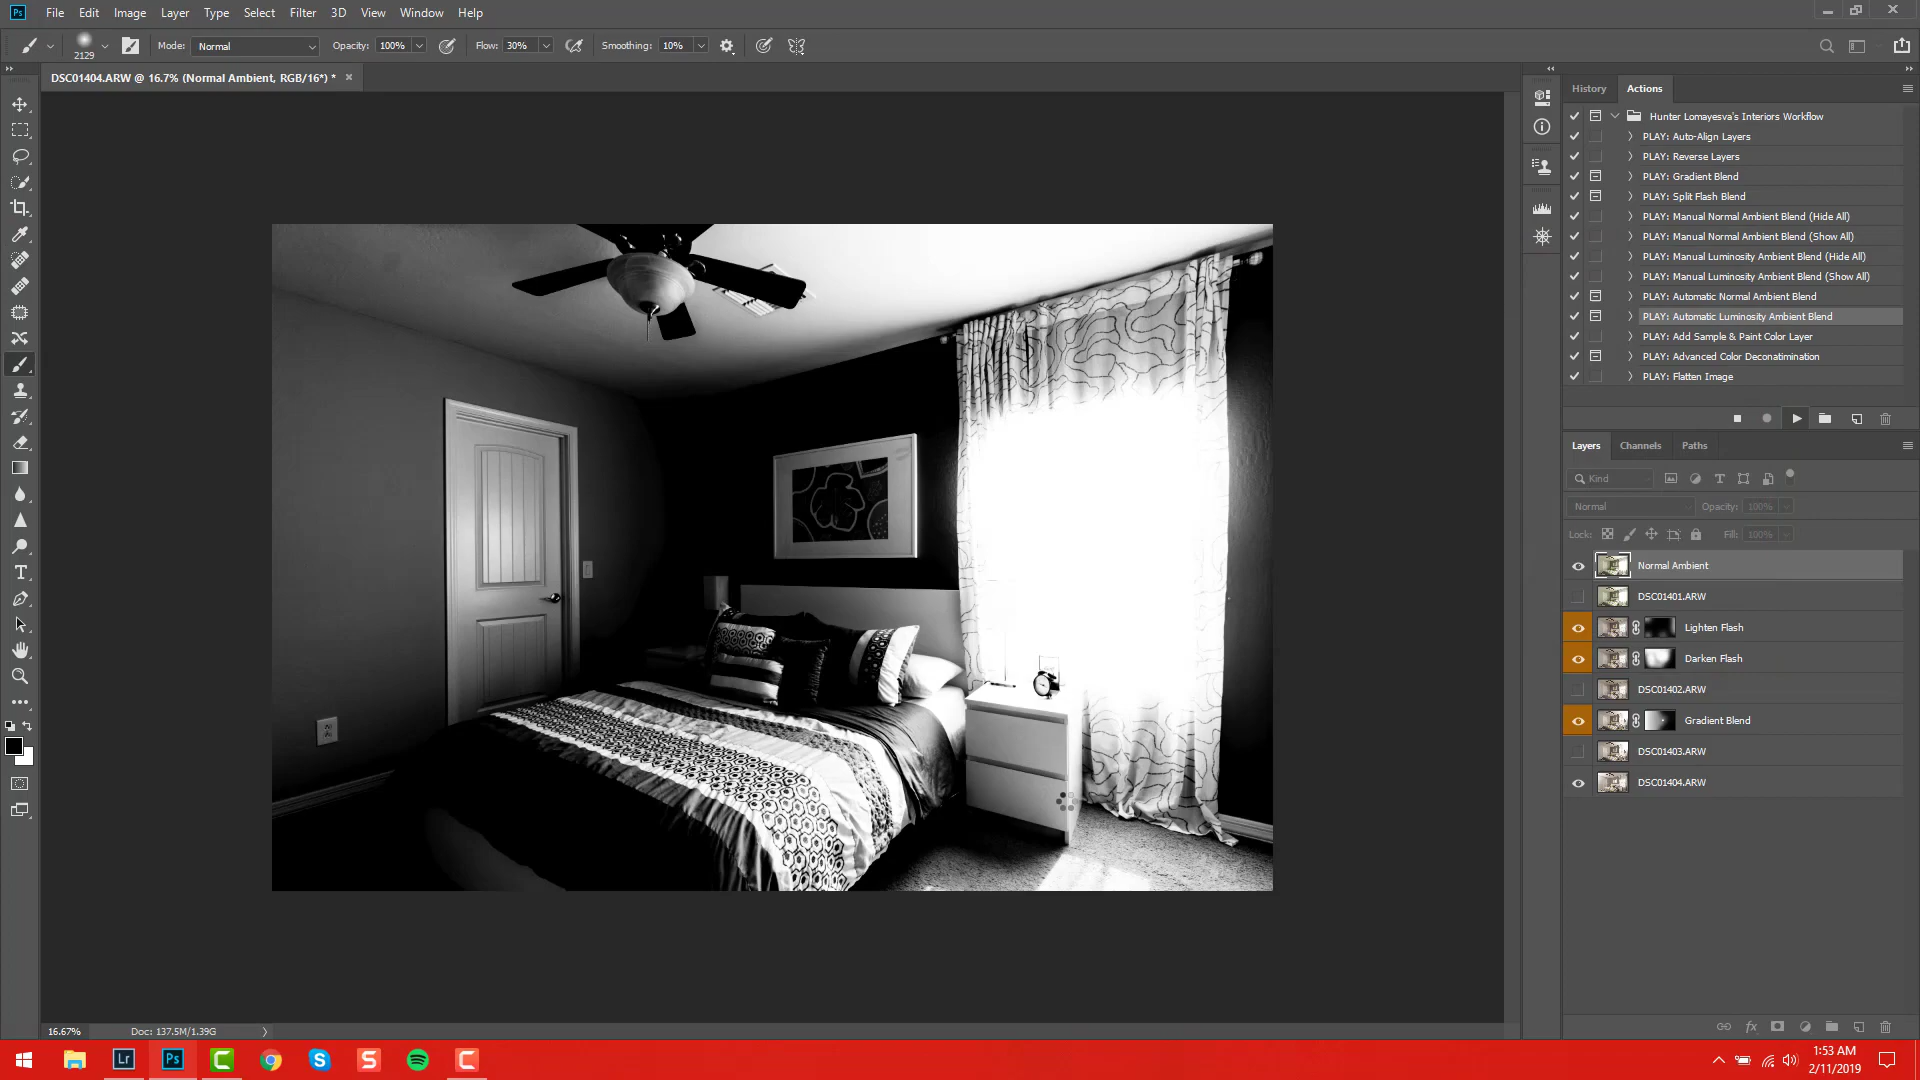 Ps File Edit Image Layer Type Select Filter 3D View Window Help
2129 Mode: Normal Opacity: 100% Flow: 30% Smoothing: 10%
DSC01404.ARW @ 16.7% (Normal Ambient, RGB/16*) * ×
History Actions
Hunter Lomayesva's Interiors Workflow
PLAY: Auto-Align Layers
PLAY: Reverse Layers
PLAY: Gradient Blend
PLAY: Split Flash Blend
PLAY: Manual Normal Ambient Blend (Hide All)
PLAY: Manual Normal Ambient Blend (Show All)
PLAY: Manual Luminosity Ambient Blend (Hide All)
PLAY: Manual Luminosity Ambient Blend (Show All)
PLAY: Automatic Normal Ambient Blend
PLAY: Automatic Luminosity Ambient Blend
PLAY: Add Sample & Paint Color Layer
PLAY: Advanced Color Deconatimination
PLAY: Flatten Image
Layers Channels Paths
Kind
Normal Opacity: 100%
Lock: Fill: 100%
Normal Ambient
DSC01401.ARW
Lighten Flash
Darken Flash
DSC01402.ARW
Gradient Blend
DSC01403.ARW
DSC01404.ARW
16.67% Doc: 137.5M/1.39G
Lr Ps C S S C
1:53 AM
2/11/2019